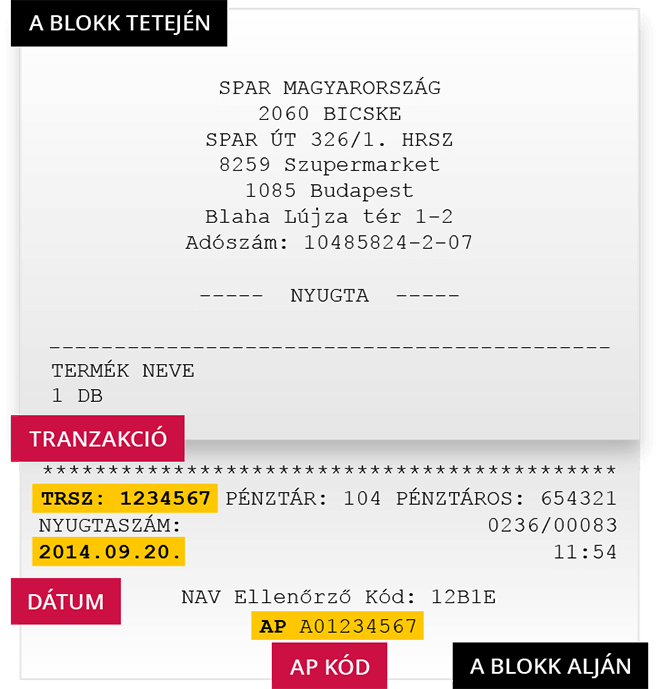 A BLOKK TETEJÉN
SPAR MAGYARORSZÁG
2060 BICSKE
SPAR ÚT 326/1. HRSZ
8259 Szupermarket
1085 Budapest
Blaha Lújza tér 1-2
Adószám: 10485824-2-07
----- NYUGTA -----
-------------------------------------------
TERMÉK NEVE
1 DB
TRANZAKCIÓ
********************************************
TRSZ: 1234567 PÉNZTÁR: 104 PÉNZTÁROS: 654321
NYUGTASZÁM: 0236/00083
2014.09.20. 11:54
DÁTUM
NAV Ellenőrző Kód: 12B1E
AP A01234567
AP KÓD
A BLOKK ALJÁN